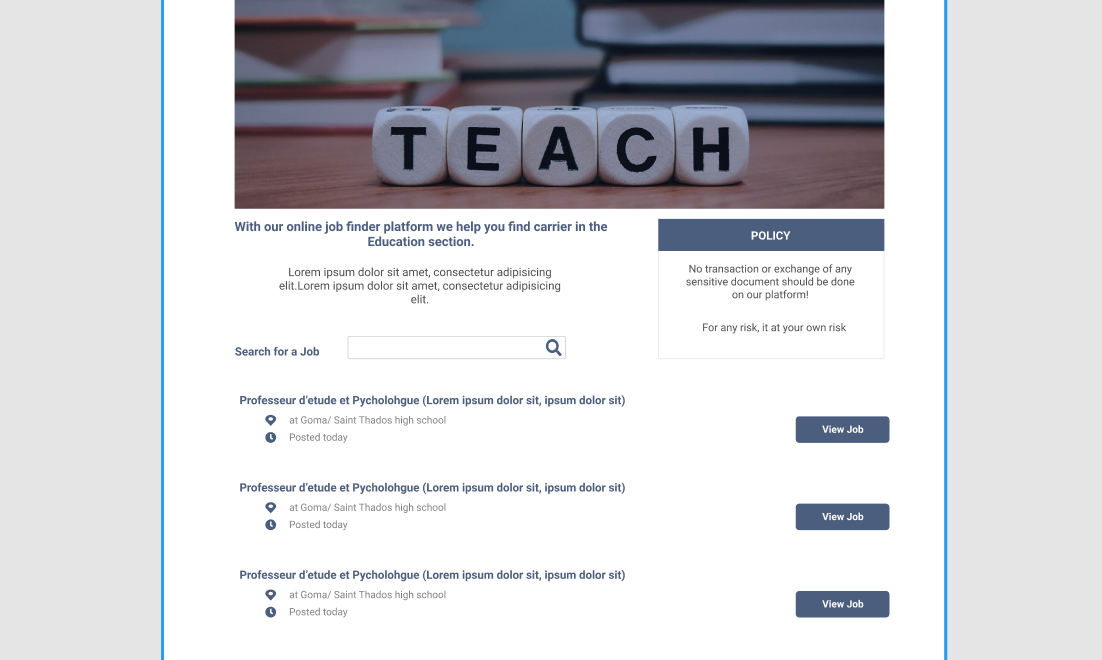 TEACH
With our online job finder platform we help you find carrier in the
Education section.
Lorem ipsum dolor sit amet, consectetur adipisicing
elit.Lorem ipsum dolor sit amet, consectetur adipisicing
elit.
POLICY
No transaction or exchange of any
sensitive document should be done
on our platform!
For any risk, it at your own risk
Search for a Job
Professeur d'etude et Pycholohgue (Lorem ipsum dolor sit, ipsum dolor sit)
at Goma/ Saint Thados high school
Posted today
View Job
Professeur d'etude et Pycholohgue (Lorem ipsum dolor sit, ipsum dolor sit)
at Goma/ Saint Thados high school
Posted today
View Job
Professeur d'etude et Pycholohgue (Lorem ipsum dolor sit, ipsum dolor sit)
at Goma/ Saint Thados high school
Posted today
View Job